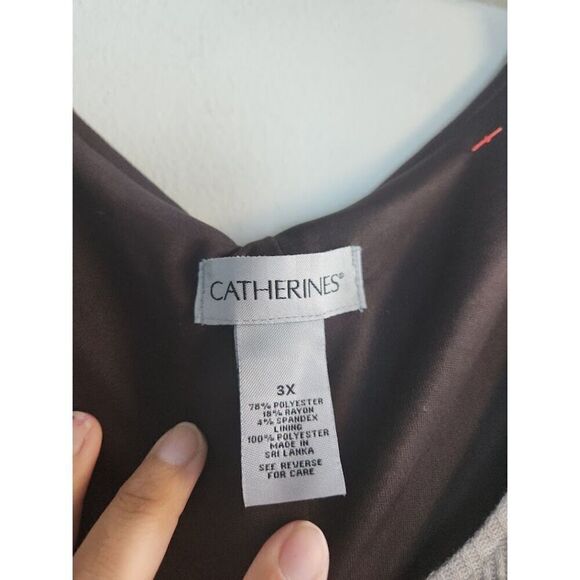 CATHERINES®
3X
78% POLYESTER
18% RAYON
4% SPANDEX
LINING
100% POLYESTER
MADE IN
SRI LANKA
SEE REVERSE
FOR CARE